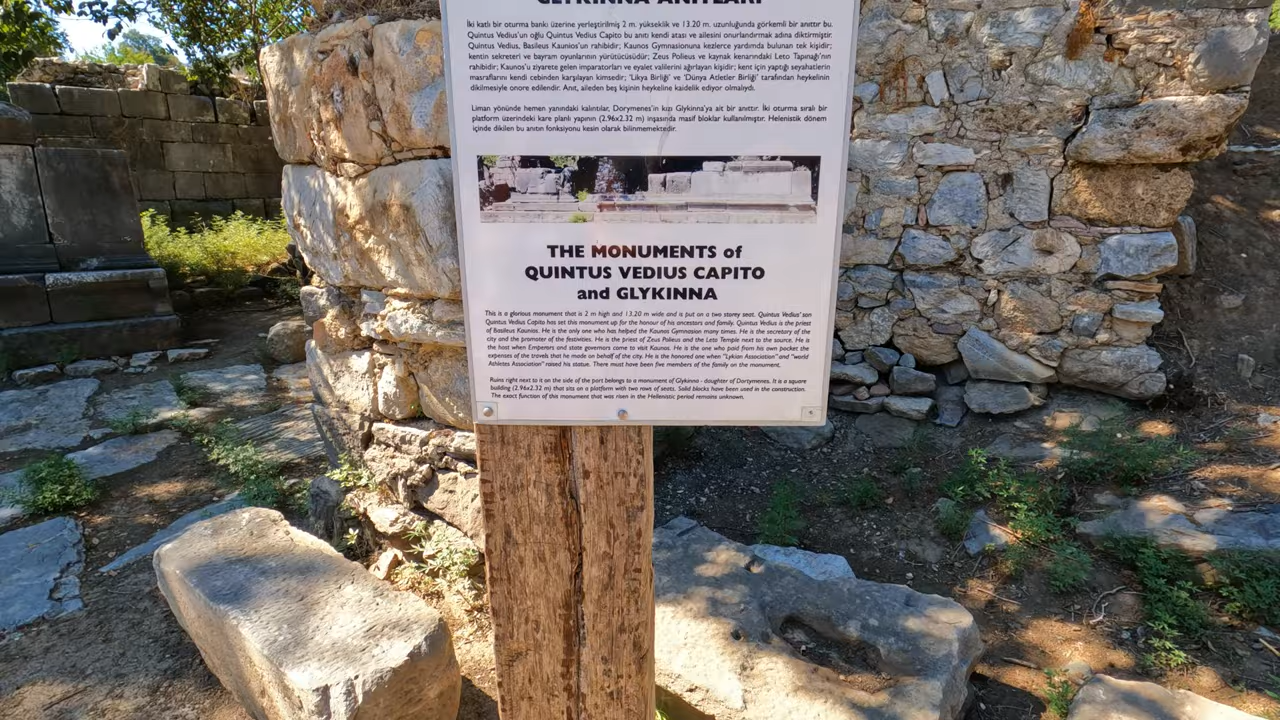 GLYKINNA ANITLARI
İki katlı bir oturma bankı üzerine yerleştirilmiş 2 m. yükseklik ve 13.20 m. uzunluğunda görkemli bir anıttır bu.
Quintus Vedius'un oğlu Quintus Vedius Capito bu anıtı kendi atası ve ailesini onurlandırmak adına diktirmiştir.
Quintus Vedius, Basileus Kaunios'un rahibidir; Kaunos Gymnasionuna kezlerce yardımda bulunan tek kişidir;
kentin sekreteri ve bayram oyunlarının yürütücüsüdür; Zeus Polieus ve kaynak kenarındaki Leto Tapınağı'nın
rahibidir; Kaunos'u ziyarete gelen imparatorları ve eyalet valilerini ağırlayan kişidir; kent için yaptığı seyahatlerin
masraflarını kendi cebinden karşılayan kimsedir; 'Likya Birliği' ve 'Dünya Atletler Birliği' tarafından heykelinin
dikilmesiyle onore edilendir. Anıt, aileden beş kişinin heykeline kaidelik ediyor olmalıydı.
Liman yönünde hemen yanındaki kalıntılar, Dorymenes'in kızı Glykinna'ya ait bir anıttır. İki oturma sıralı bir
platform üzerindeki kare planlı yapının (2.96x2.32 m) inşasında masif bloklar kullanılmıştır. Helenistik dönem
içinde dikilen bu anıtın fonksiyonu kesin olarak bilinmemektedir.
THE MONUMENTS of
QUINTUS VEDIUS CAPITO
and GLYKINNA
This is a glorious monument that is 2 m high and 13.20 m wide and is put on a two storey seat. Quintus Vedius' son
Quintus Vedius Capito has set this monument up for the honour of his ancestors and family. Quintus Vedius is the priest
of Basileus Kaunios. He is the only one who has helped the Kaunos Gymnasium many times. He is the secretary of the
city and the promoter of the festivities. He is the priest of Zeus Polieus and the Leto Temple next to the source. He is
the host when Emperors and state governors come to visit Kaunos. He is the one who paid from his own pocket the
expenses of the travels that he made on behalf of the city. He is the honored one when "Lykian Association" and "world
Athletes Association" raised his statue. There must have been five members of the family on the monument.
Ruins right next to it on the side of the port belongs to a monument of Glykinna - daughter of Dortymenes. It is a square
building (2.96x2.32 m) that sits on a platform with two rows of seats. Solid blocks have been used in the construction.
The exact function of this monument that was risen in the Hellenistic period remains unknown.